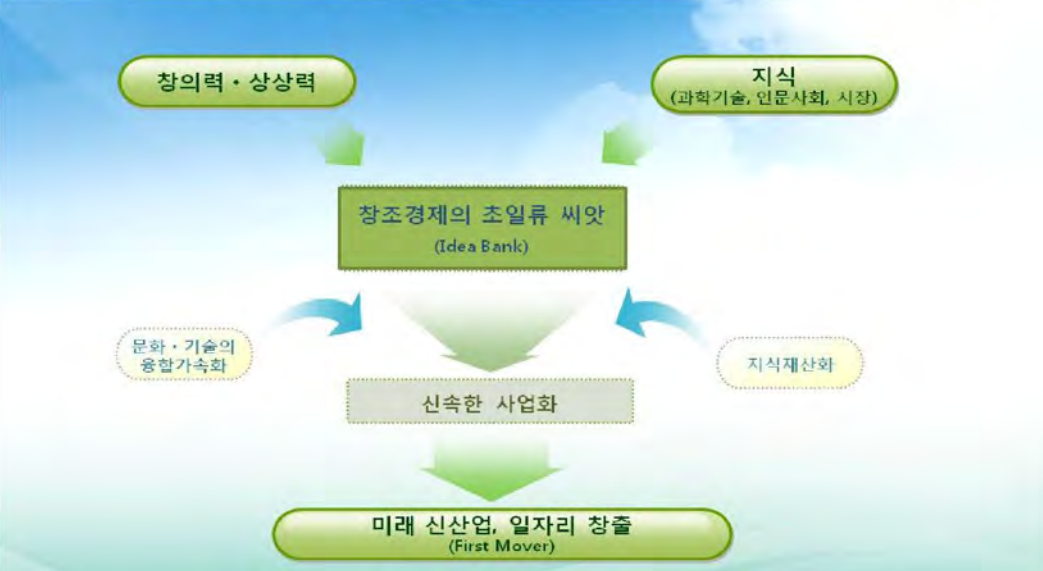 창의력·상상력
지식
(과학기술, 인문사회, 시장)
창조경제의 초일류 씨앗
(Idea Bank)
문화·기술의
융합가속화
지식재산화
신속한 사업화
미래 신산업, 일자리 창출
(First Mover)